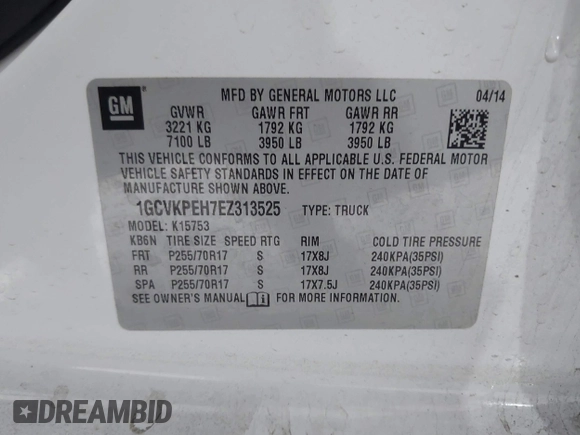 GM
MFD BY GENERAL MOTORS LLC 04/14
GVWR GAWR FRT GAWR RR
3221 KG 1792 KG 1792 KG
7100 LB 3950 LB 3950 LB
THIS VEHICLE CONFORMS TO ALL APPLICABLE U.S. FEDERAL MOTOR
VEHICLE SAFETY STANDARDS IN EFFECT ON THE DATE OF
MANUFACTURE SHOWN ABOVE.
1GCVKPEH7EZ313525 TYPE: TRUCK
MODEL: K15753
KB6N TIRE SIZE SPEED RTG RIM COLD TIRE PRESSURE
FRT P255/70R17 S 17X8J 240KPA(35PSI)
RR P255/70R17 S 17X8J 240KPA(35PSI)
SPA P255/70R17 S 17X7.5J 240KPA(35PSI)
SEE OWNER'S MANUAL FOR MORE INFORMATION.
DREAMBID